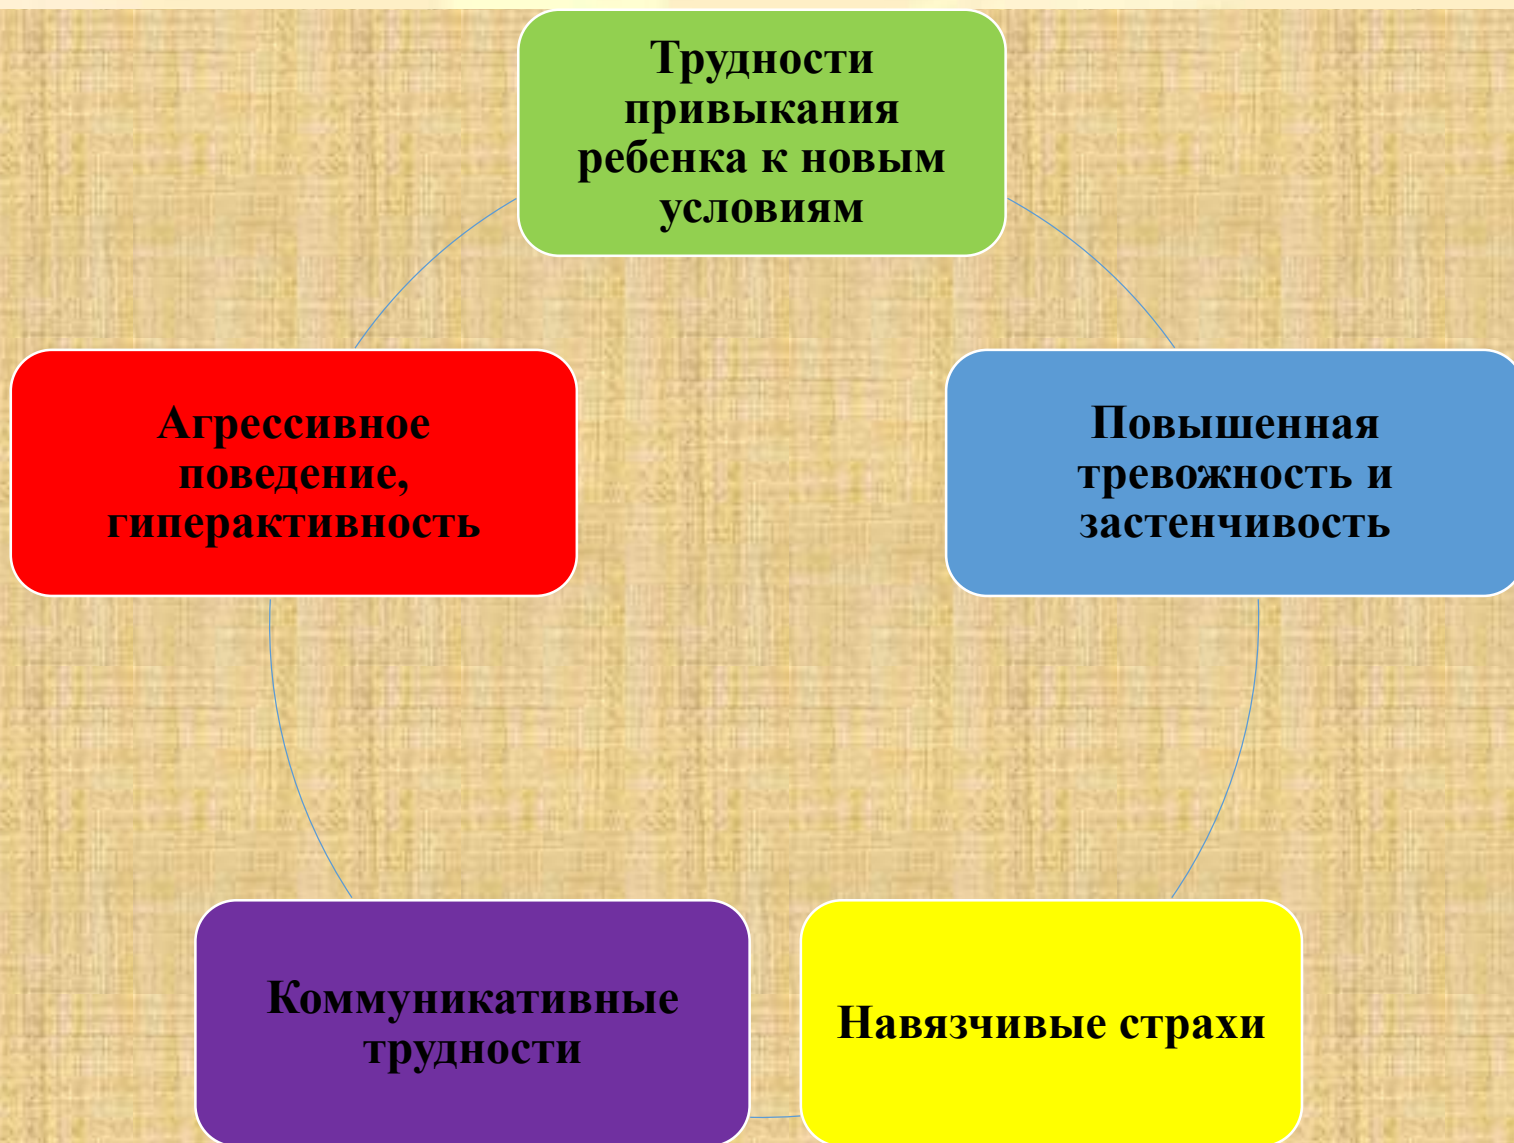 Трудности
привыкания
ребенка к новым
условиям
Агрессивное
поведение,
гиперактивность
Повышенная
тревожность и
застенчивость
Коммуникативные
трудности
Навязчивые страхи